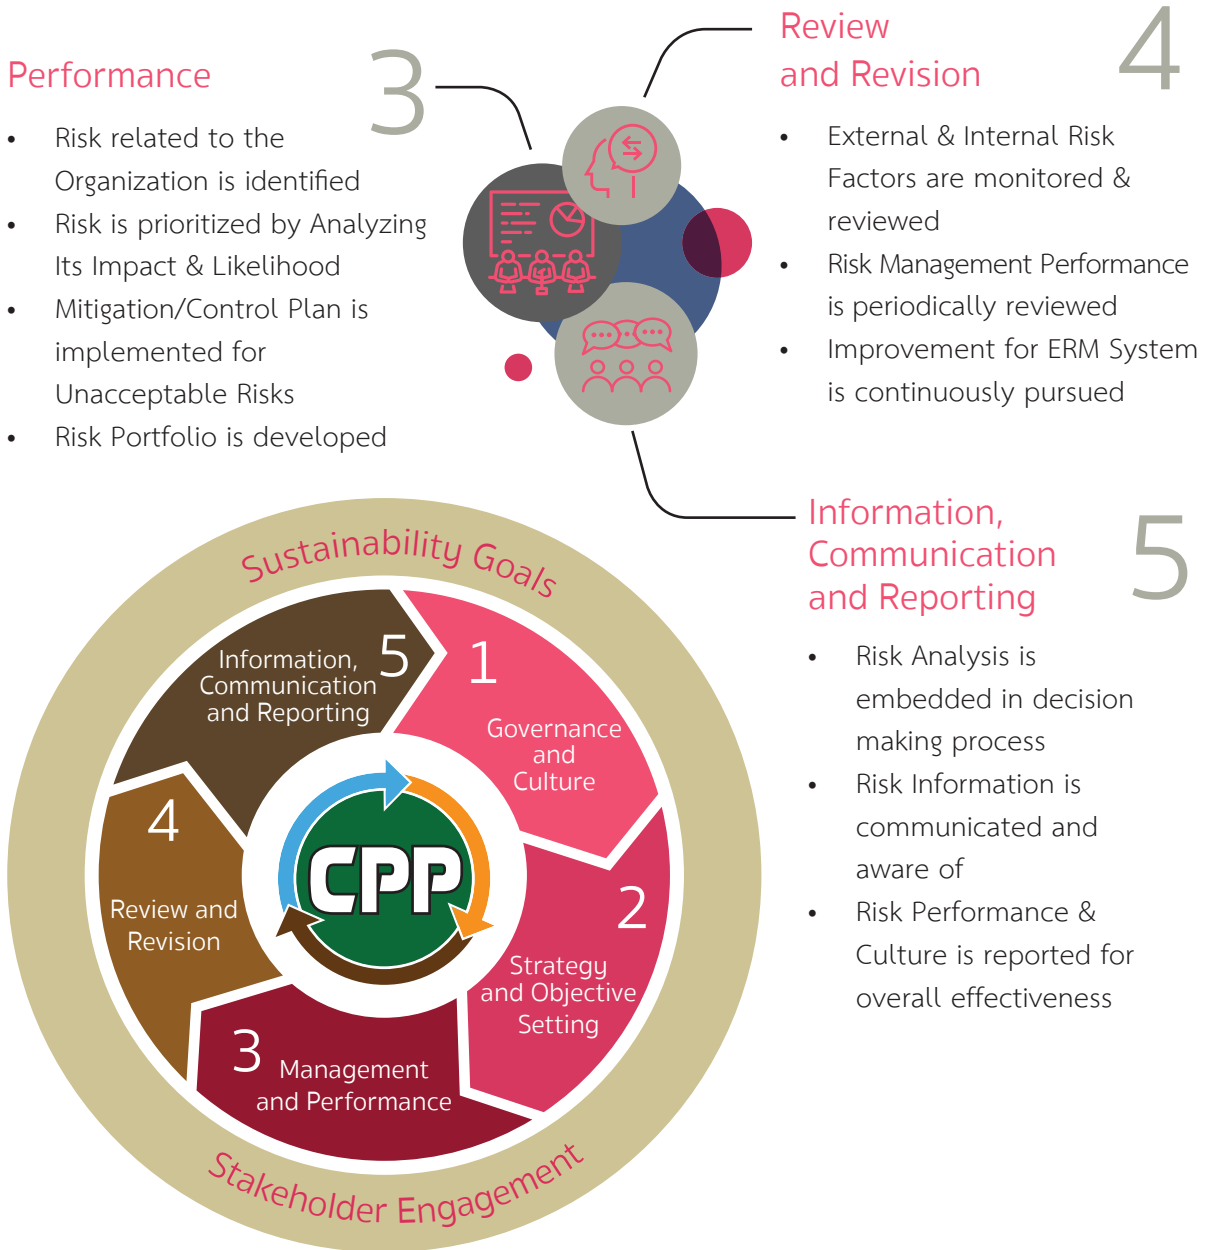 Performance
3
• Risk related to the
Organization is identified
• Risk is prioritized by Analyzing
Its Impact & Likelihood
• Mitigation/Control Plan is
implemented for
Unacceptable Risks
• Risk Portfolio is developed
Review
and Revision
4
• External & Internal Risk
Factors are monitored &
reviewed
• Risk Management Performance
is periodically reviewed
• Improvement for ERM System
is continuously pursued
Information,
Communication
and Reporting
5
• Risk Analysis is
embedded in decision
making process
• Risk Information is
communicated and
aware of
• Risk Performance &
Culture is reported for
overall effectiveness
Sustainability Goals
1
Governance
and
Culture
2
Strategy
and Objective
Setting
3
Management
and Performance
4
Review and
Revision
5
Information,
Communication
and Reporting
CPP
Stakeholder Engagement